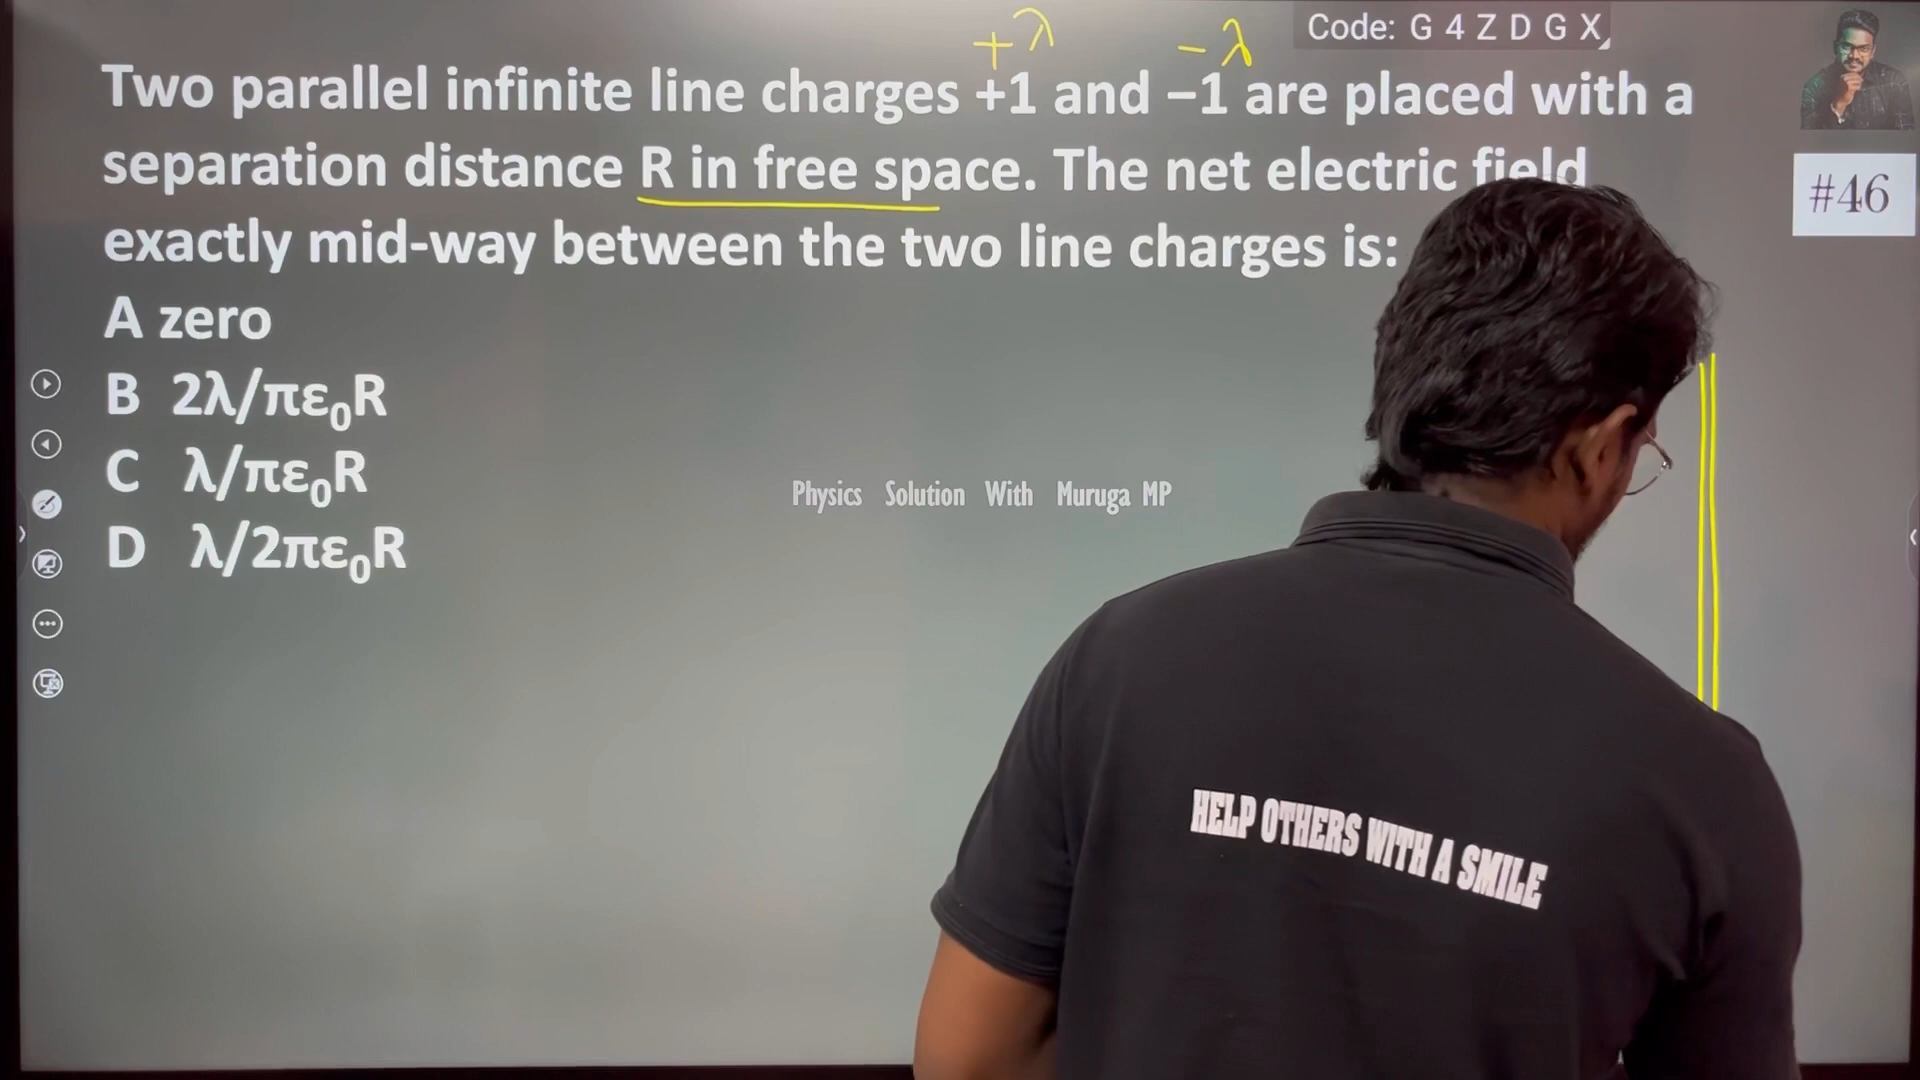 +λ -λ
Code: G 4 Z D G X
Two parallel infinite line charges +1 and −1 are placed with a
separation distance R in free space. The net electric field
#46
exactly mid-way between the two line charges is:
A zero
B 2λ/πε₀R
C λ/πε₀R
D λ/2πε₀R
Physics Solution With Muruga MP
HELP OTHERS WITH A SMILE